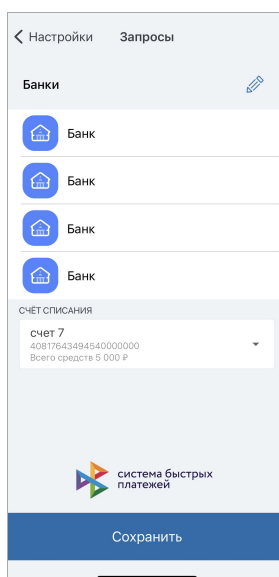 Настройки Запросы
Банки
Банк
Банк
Банк
Банк
СЧЁТ СПИСАНИЯ
счет 7
40817643494540000000
Всего средств 5 000 ₽
система быстрых
платежей
Сохранить